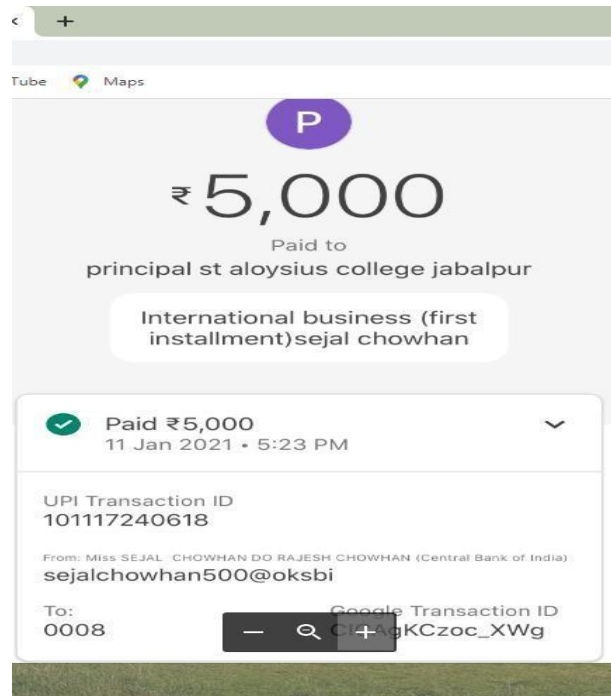 Maps
P
₹5,000
Paid to
principal st aloysius college jabalpur
International business (first
installment)sejal chowhan
Paid ₹5,000
11 Jan 2021 • 5:23 PM
UPI Transaction ID
101117240618
From: Miss SEJAL CHOWHAN DO RAJESH CHOWHAN (Central Bank of India)
sejalchowhan500@oksbi
To:
0008
Google Transaction ID